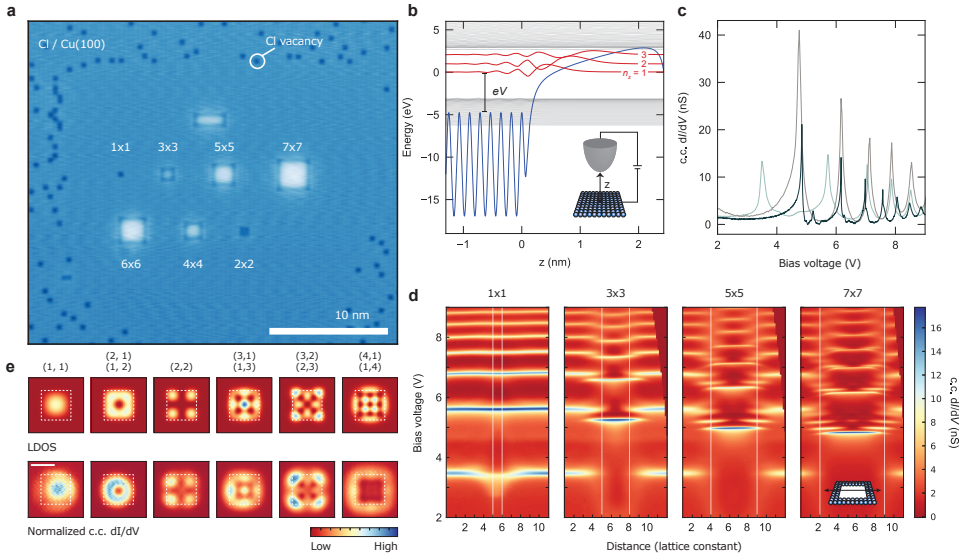 a
Cl / Cu(100)
Cl vacancy
1x1
3x3
5x5
7x7
6x6
4x4
2x2
10 nm
b
5
0
−5
−10
−15
Energy (eV)
3
2
n_z = 1
eV
z
−1
0
1
2
z (nm)
c
40
30
20
10
0
c.c. dI/dV (nS)
2
4
6
8
Bias voltage (V)
d
1x1
3x3
5x5
7x7
8
6
4
2
Bias voltage (V)
2 4 6 8 10
2 4 6 8 10
2 4 6 8 10
2 4 6 8 10
Distance (lattice constant)
16
14
12
10
8
6
4
2
0
c.c. dI/dV (nS)
e
(1, 1)
(2, 1)
(1, 2)
(2,2)
(3,1)
(1,3)
(3,2)
(2,3)
(4,1)
(1,4)
LDOS
Normalized c.c. dI/dV
Low
High